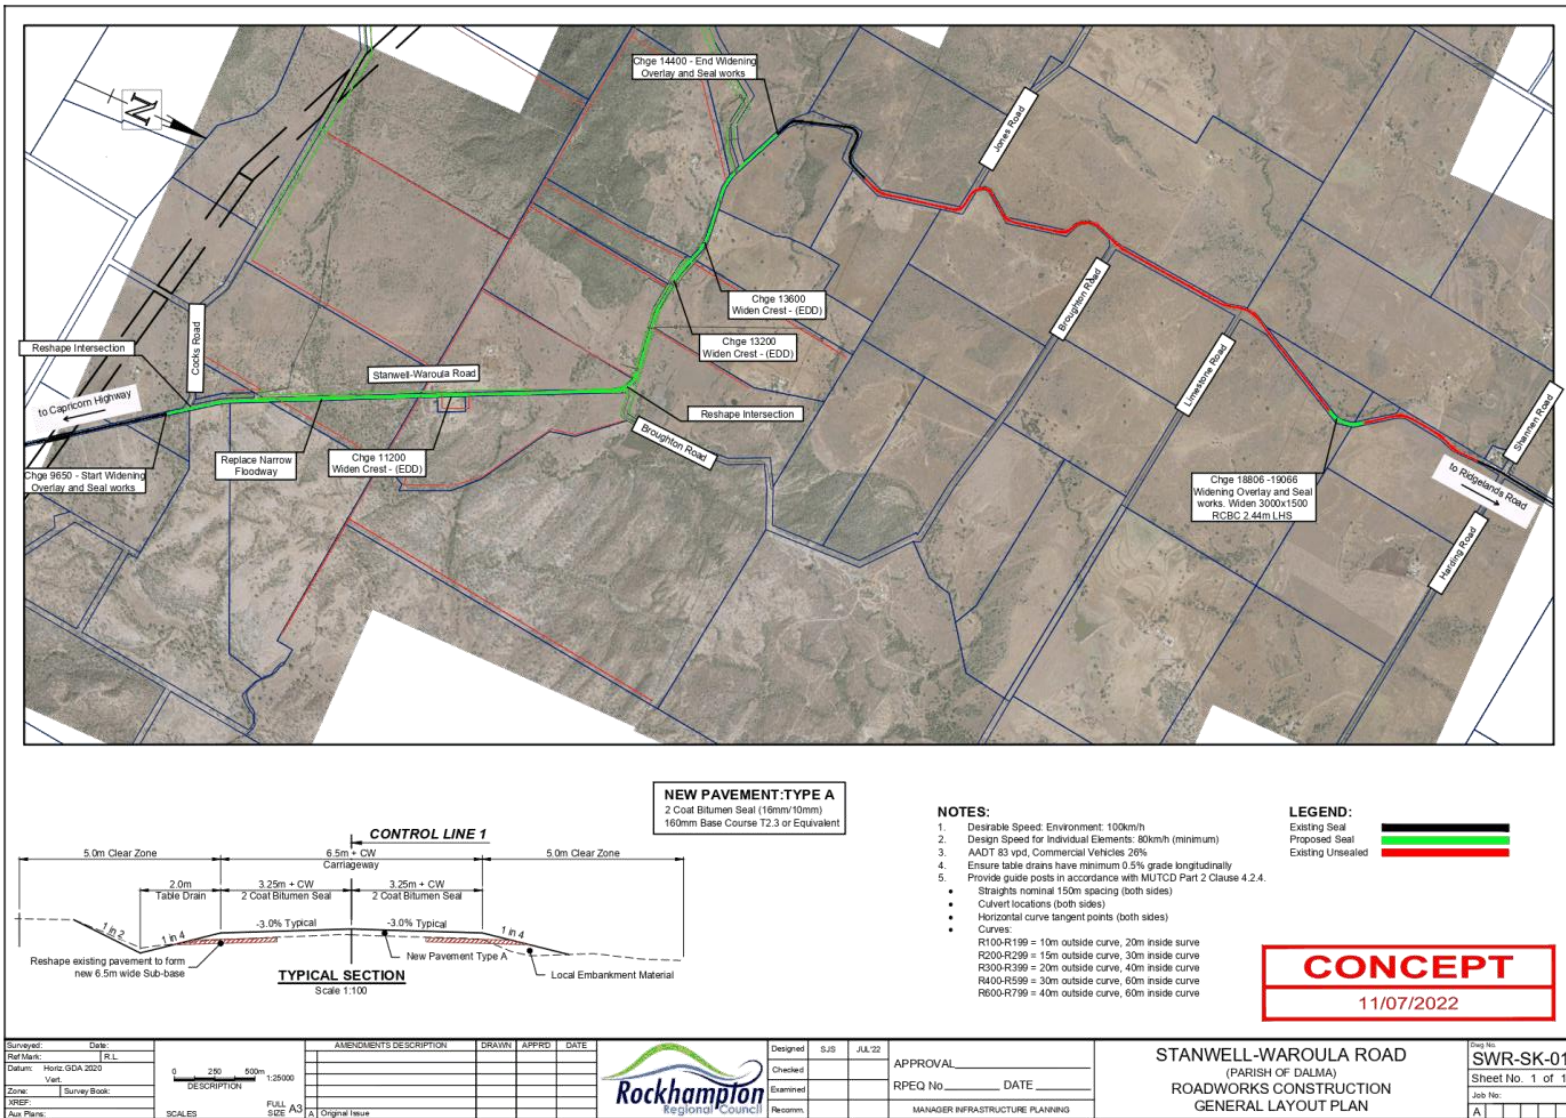 Chge 14400 - End Widening
Overlay and Seal works
N
Jones Road
Chge 13600
Widen Crest - (EDD)
Broughton Road
Chge 13200
Widen Crest - (EDD)
Reshape Intersection
Cocks Road
Stanwell-Waroula Road
Limestone Road
to Capricorn Highway
Reshape Intersection
Shannen Road
Broughton Road
Replace Narrow
Floodway
Chge 11200
Widen Crest - (EDD)
Chge 9650 - Start Widening
Overlay and Seal works
Chge 18806 -19066
Widening Overlay and Seal
works. Widen 3000x1500
RCBC 2.44m LHS
to Ridgelands Road
Harding Road
NEW PAVEMENT:TYPE A
2 Coat Bitumen Seal (16mm/10mm)
160mm Base Course T2.3 or Equivalent
CONTROL LINE 1
5.0m Clear Zone
6.5m + CW
Carriageway
5.0m Clear Zone
2.0m
Table Drain
3.25m + CW
2 Coat Bitumen Seal
3.25m + CW
2 Coat Bitumen Seal
1 in 2
1 in 4
-3.0% Typical
-3.0% Typical
1 in 4
Reshape existing pavement to form
new 6.5m wide Sub-base
New Pavement Type A
Local Embankment Material
TYPICAL SECTION
Scale 1:100
NOTES:
1. Desirable Speed: Environment: 100km/h
2. Design Speed for Individual Elements: 80km/h (minimum)
3. AADT 83 vpd, Commercial Vehicles 26%
4. Ensure table drains have minimum 0.5% grade longitudinally
5. Provide guide posts in accordance with MUTCD Part 2 Clause 4.2.4.
• Straights nominal 150m spacing (both sides)
• Culvert locations (both sides)
• Horizontal curve tangent points (both sides)
• Curves:
R100-R199 = 10m outside curve, 20m inside surve
R200-R299 = 15m outside curve, 30m inside curve
R300-R399 = 20m outside curve, 40m inside curve
R400-R599 = 30m outside curve, 60m inside curve
R600-R799 = 40m outside curve, 60m inside curve
LEGEND:
Existing Seal
Proposed Seal
Existing Unsealed
CONCEPT
11/07/2022
Surveyed: Date:
Ref Mark: R.L.
Datum: Horiz. GDA 2020
Vert.
Zone: Survey Book:
XREF:
Aux Plans:
0 250 500m 1:25000
DESCRIPTION
SCALES
FULL SIZE A3
AMENDMENTS DESCRIPTION DRAWN APPR'D DATE
A Original Issue
Rockhampton
Regional Council
Designed SJS JUL'22
Checked
Examined
Recomm.
APPROVAL
RPEQ No DATE
MANAGER INFRASTRUCTURE PLANNING
STANWELL-WAROULA ROAD
(PARISH OF DALMA)
ROADWORKS CONSTRUCTION
GENERAL LAYOUT PLAN
Dwg No.
SWR-SK-01
Sheet No. 1 of 1
Job No:
A